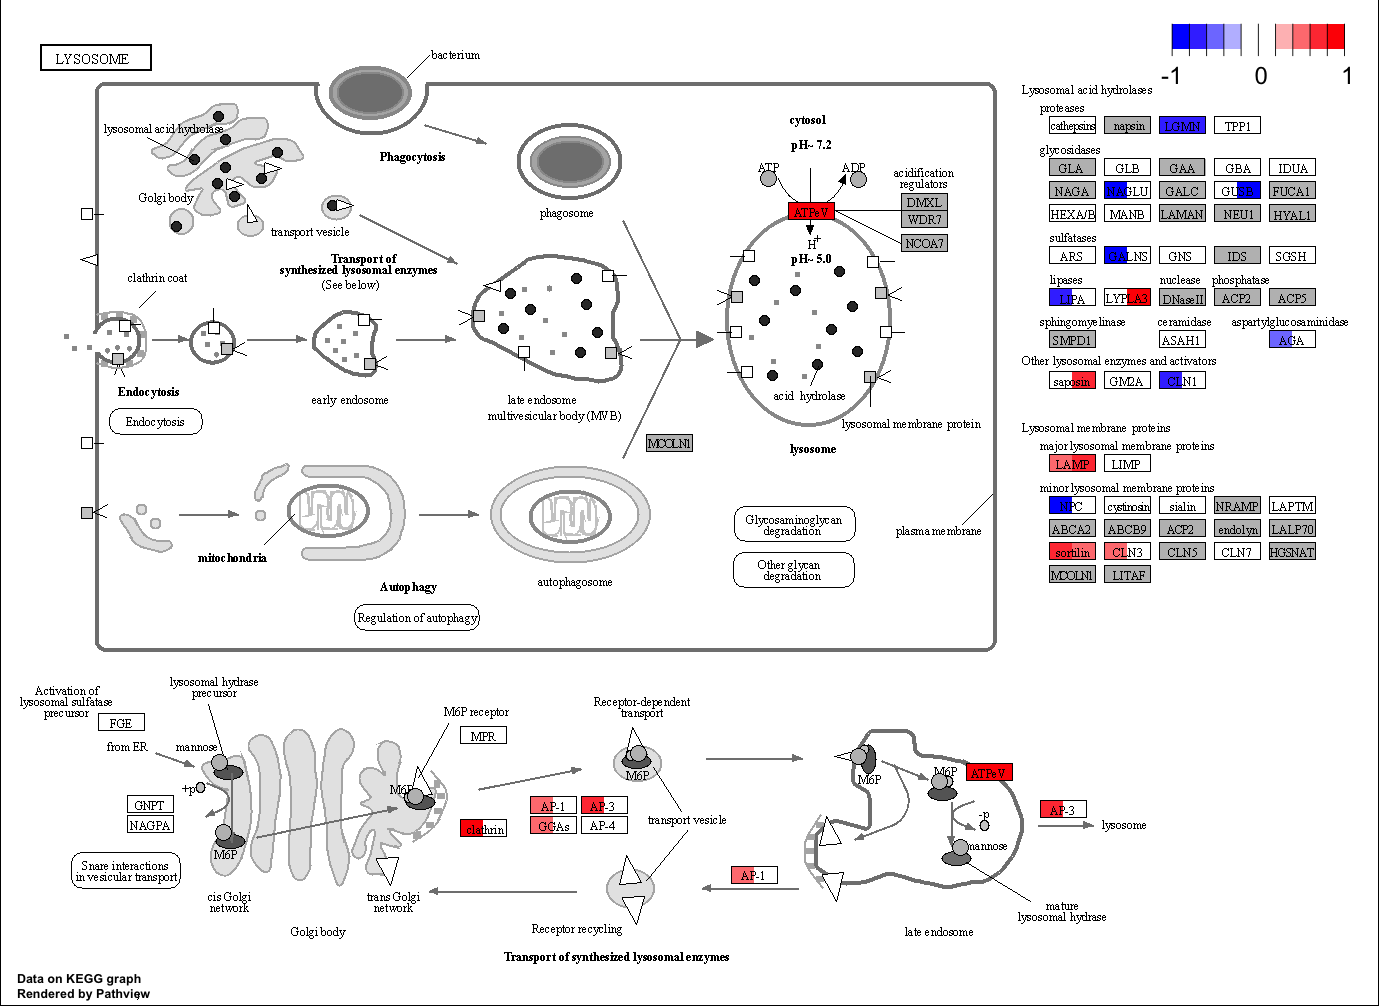 LYSOSOME
bacterium
-1
0
1
lysosomal acid hydrolase
Golgi body
Phagocytosis
phagosome
transport vesicle
Transport of
synthesized lysosomal enzymes
(See below)
clathrin coat
cytosol
pH~ 7.2
ATP
ADP
ATPeV
H+
pH~ 5.0
acidification
regulators
DMXL
WDR7
NCOA7
Endocytosis
Endocytosis
early endosome
late endosome
multivesicular body (MVB)
acid hydrolase
lysosomal membrane protein
lysosome
MCOLN1
mitochondria
Autophagy
Regulation of autophagy
autophagosome
Glycosaminoglycan
degradation
Other glycan
degradation
plasma membrane
Lysosomal acid hydrolases
proteases
cathepsins napsin LGMN TPP1
glycosidases
GLA GLB GAA GBA IDUA
NAGA NAGLU GALC GUSB FUCA1
HEXA/B MANB LAMAN NEU1 HYAL1
sulfatases
ARS GALNS GNS IDS SGSH
lipases nuclease phosphatase
LIPA LYPLA3 DNaseII ACP2 ACP5
sphingomyelinase ceramidase aspartylglucosaminidase
SMPD1 ASAH1 AGA
Other lysosomal enzymes and activators
saposin GM2A CLN1
Lysosomal membrane proteins
major lysosomal membrane proteins
LAMP LIMP
minor lysosomal membrane proteins
NPC cystinosin sialin NRAMP LAPTM
ABCA2 ABCB9 ACP2 endolyn LALP70
sortilin CLN3 CLN5 CLN7 HGSNAT
MCOLN1 LITAF
Activation of
lysosomal sulfatase
precursor
FGE
from ER
lysosomal hydrase
precursor
mannose
+p
GNPT
NAGPA
M6P
Snare interactions
in vesicular transport
cis Golgi
network
Golgi body
trans Golgi
network
M6P receptor
MPR
M6P
clathrin
AP-1 AP-3
GGAs AP-4
Receptor-dependent
transport
M6P
transport vesicle
Receptor recycling
AP-1
M6P
M6P
ATPeV
-p
mannose
AP-3
lysosome
mature
lysosomal hydrase
late endosome
Transport of synthesized lysosomal enzymes
Data on KEGG graph
Rendered by Pathview